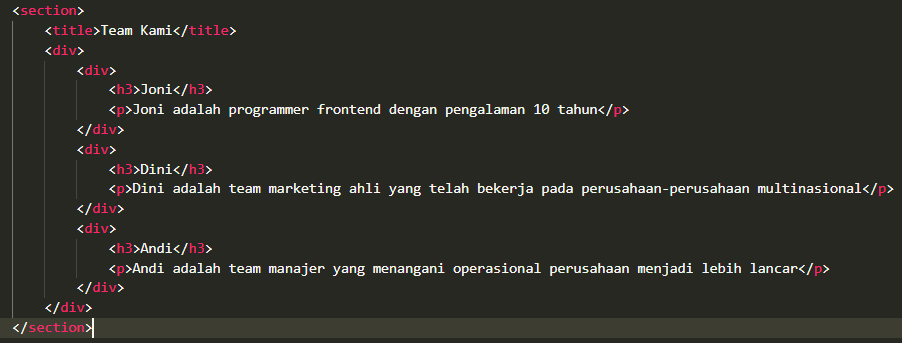 <section>
<title>Team Kami</title>
<div>
<div>
<h3>Joni</h3>
<p>Joni adalah programmer frontend dengan pengalaman 10 tahun</p>
</div>
<div>
<h3>Dini</h3>
<p>Dini adalah team marketing ahli yang telah bekerja pada perusahaan-perusahaan multinasional</p>
</div>
<div>
<h3>Andi</h3>
<p>Andi adalah team manajer yang menangani operasional perusahaan menjadi lebih lancar</p>
</div>
</div>
</section>